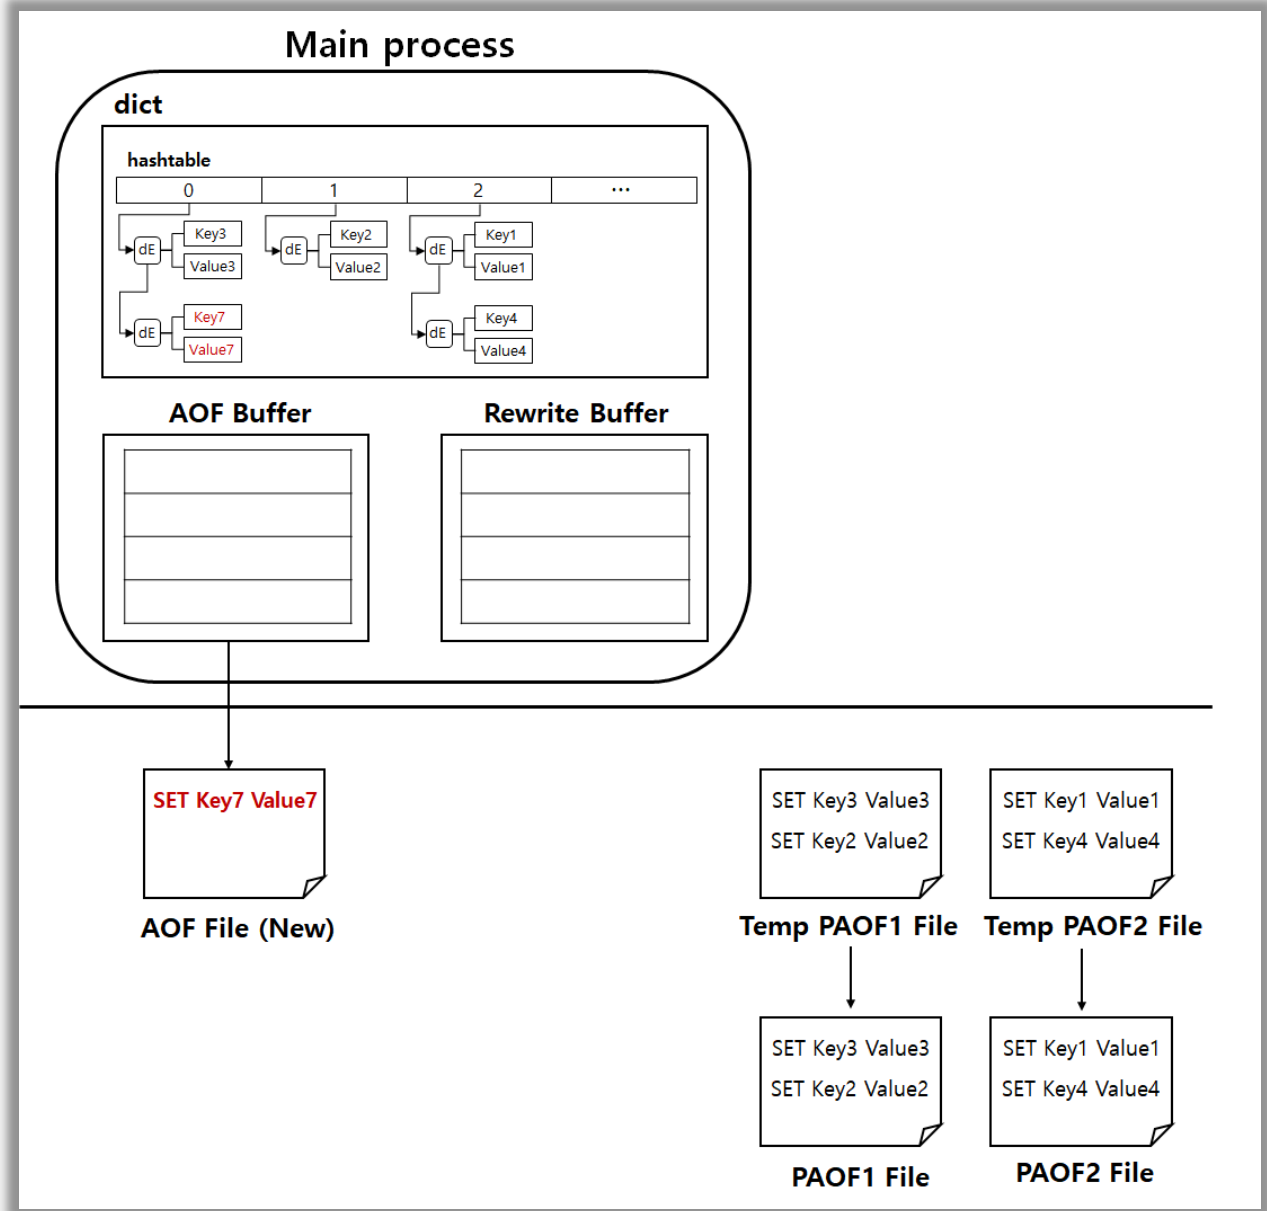 Main process
dict
hashtable
0 1 2 ...
dE Key3 dE Key2 dE Key1
Value3 Value2 Value1
dE Key7 dE Key4
Value7 Value4
AOF Buffer Rewrite Buffer
SET Key7 Value7
AOF File (New)
SET Key3 Value3
SET Key2 Value2
Temp PAOF1 File
SET Key1 Value1
SET Key4 Value4
Temp PAOF2 File
SET Key3 Value3
SET Key2 Value2
PAOF1 File
SET Key1 Value1
SET Key4 Value4
PAOF2 File